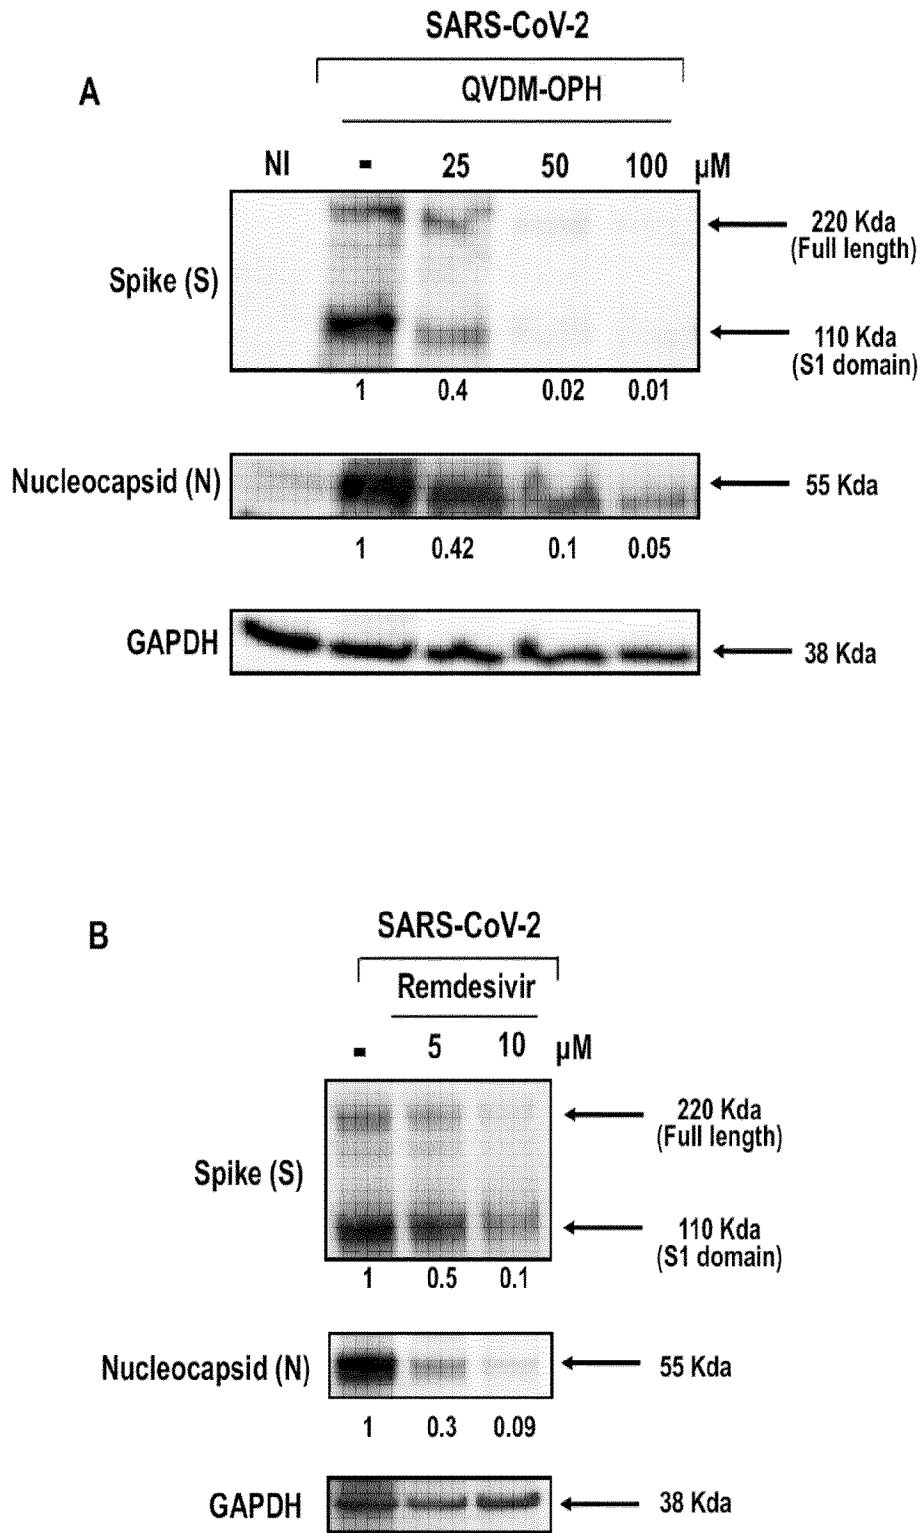 SARS-CoV-2
A
QVDM-OPH
NI - 25 50 100 µM
220 Kda
(Full length)
Spike (S)
110 Kda
(S1 domain)
1 0.4 0.02 0.01
Nucleocapsid (N)
55 Kda
1 0.42 0.1 0.05
GAPDH
38 Kda
B
SARS-CoV-2
Remdesivir
- 5 10 µM
220 Kda
(Full length)
Spike (S)
110 Kda
(S1 domain)
1 0.5 0.1
Nucleocapsid (N)
55 Kda
1 0.3 0.09
GAPDH
38 Kda